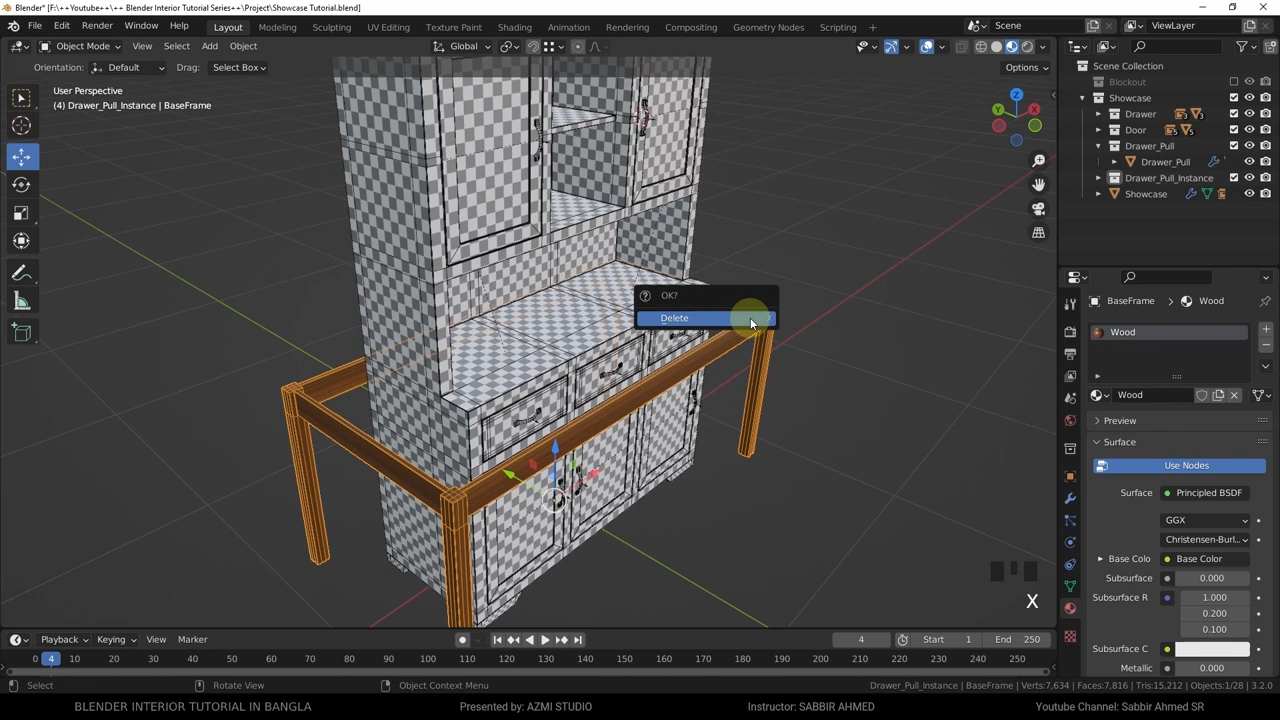 Blender* [F:\++Youtube++\++ Blender Interior Tutorial Series++\Project\Showcase Tutorial.blend]
File Edit Render Window Help Layout Modeling Sculpting UV Editing Texture Paint Shading Animation Rendering Compositing Geometry Nodes Scripting Scene ViewLayer
Object Mode View Select Add Object Global
Orientation: Default Drag: Select Box Options
User Perspective
(4) Drawer_Pull_Instance | BaseFrame
Z
Y X
Scene Collection
Blockout
Showcase
Drawer 3 3
Door 5 5
Drawer_Pull
Drawer_Pull
Drawer_Pull_Instance
Showcase
OK?
Delete
X
BaseFrame Wood
Wood
Wood
Preview
Surface
Use Nodes
Surface Principled BSDF
GGX
Christensen-Burl...
Base Colo Base Color
Subsurface 0.000
Subsurface R 1.000
0.200
0.100
Subsurface C
Metallic 0.000
Playback Keying View Marker 4 Start 1 End 250
0 4 10 20 30 40 50 60 70 80 90 100 110 120 130 140 150 160 170 180 190 200 210 220 230 240 250
Select Rotate View Object Context Menu Drawer_Pull_Instance | BaseFrame | Verts:7,634 | Faces:7,816 | Tris:15,212 | Objects:1/28 | 3.2.0
BLENDER INTERIOR TUTORIAL IN BANGLA Presented by: AZMI STUDIO Instructor: SABBIR AHMED Youtube Channel: Sabbir Ahmed SR